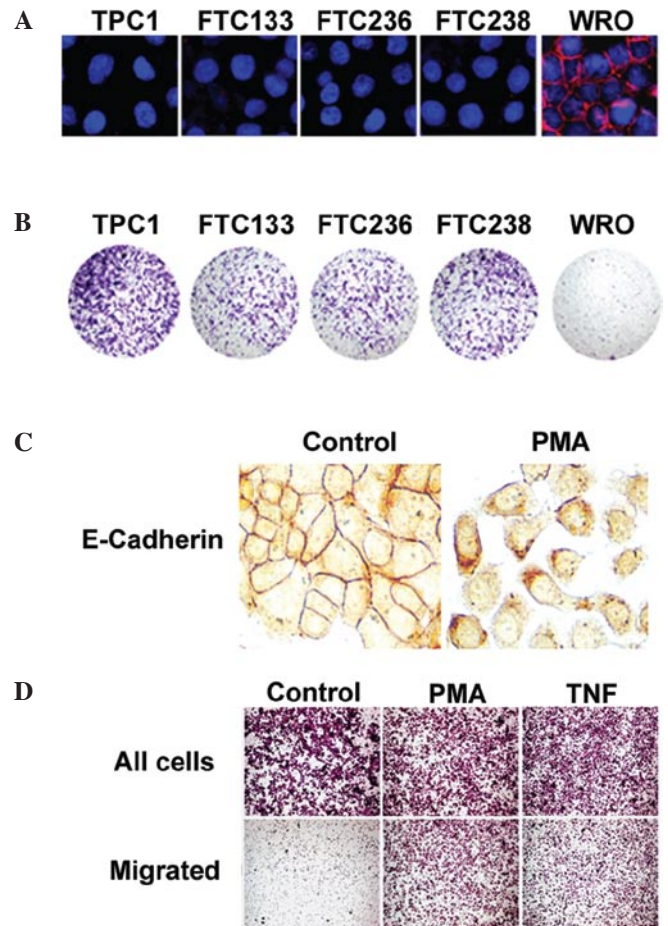 A
TPC1 FTC133 FTC236 FTC238 WRO
B
TPC1 FTC133 FTC236 FTC238 WRO
C
Control PMA
E-Cadherin
D
Control PMA TNF
All cells
Migrated